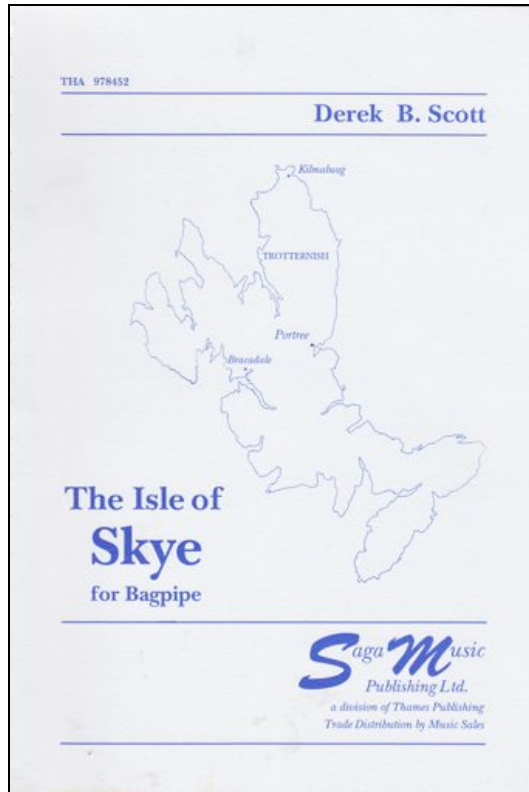 THA 978452
Derek B. Scott
Kilmaluag
TROTTERNISH
Portree
Bracadale
The Isle of
Skye
for Bagpipe
Saga Music
Publishing Ltd.
a division of Thames Publishing
Trade Distribution by Music Sales